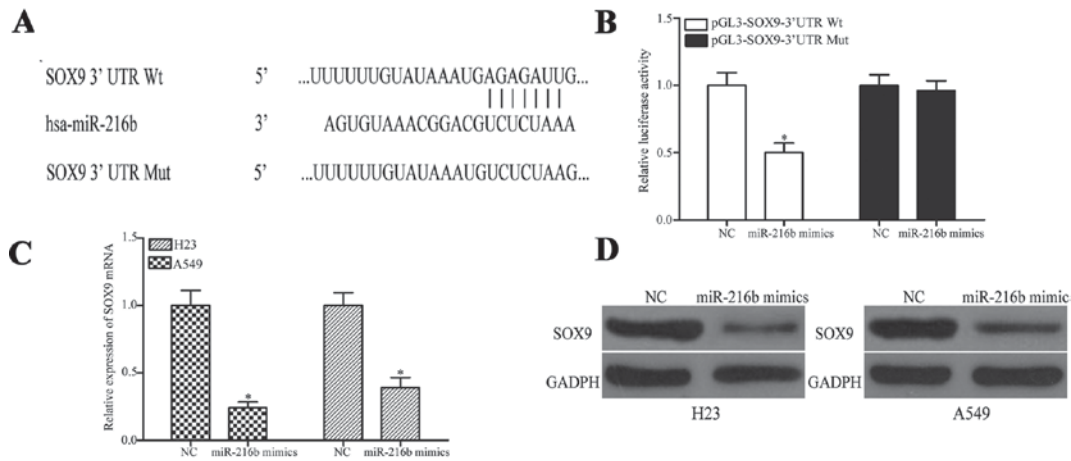 A
SOX9 3' UTR Wt 5' ...UUUUUUGUAUAAAUGAGAGAUUG...
hsa-miR-216b 3' AGUGUAAACGGACGUCUCUAAA
SOX9 3' UTR Mut 5' ...UUUUUUGUAUAAAUGUCUCUAAG...
B
pGL3-SOX9-3'UTR Wt
pGL3-SOX9-3'UTR Mut
Relative luciferase activity
1.5
1.0
0.5
0.0
*
NC miR-216b mimics NC miR-216b mimics
C
H23
A549
Relative expression of SOX9 mRNA
1.5
1.0
0.5
0.0
* *
NC miR-216b mimics NC miR-216b mimics
D
NC miR-216b mimics NC miR-216b mimic
SOX9 SOX9
GADPH GADPH
H23 A549